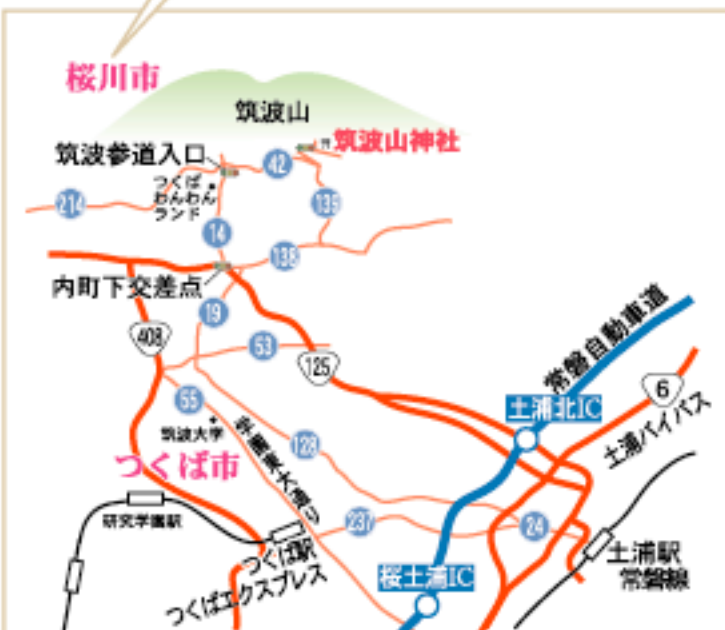 桜川市
筑波山
筑波山神社
筑波参道入口
42
つくば
わんわん
ランド
214
139
14
138
内町下交差点
19
408
53
125
常磐自動車道
6
55
土浦北IC
土浦バイパス
筑波大学
学園東大通り
128
つくば市
研究学園駅
237
24
つくば駅
つくばエクスプレス
土浦駅
常磐線
桜土浦IC